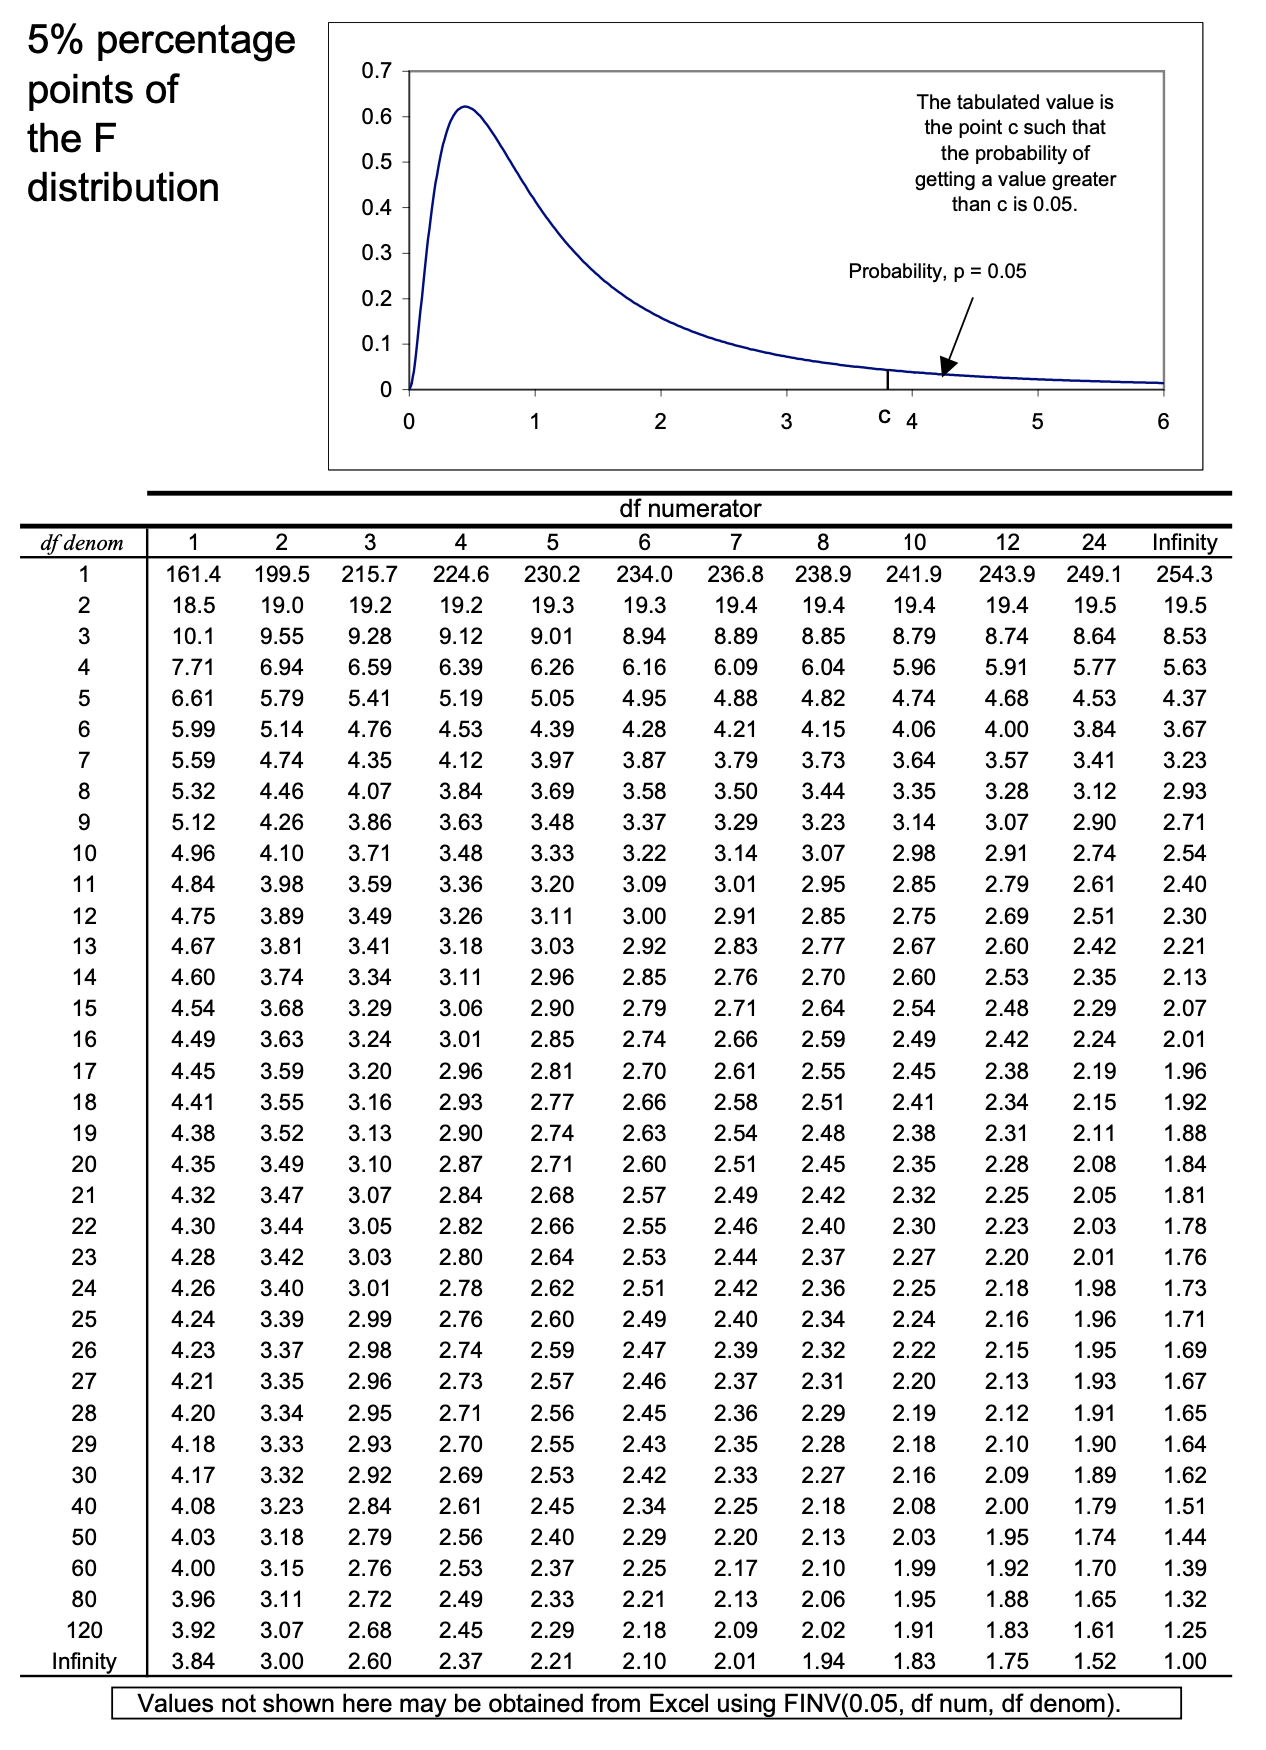 5% percentage
points of
the F
distribution
0.7
0.6
0.5
0.4
0.3
0.2
0.1
0
The tabulated value is
the point c such that
the probability of
getting a value greater
than c is 0.05.
Probability, p = 0.05
0 1 2 3 c 4 5 6
df numerator
df denom 1 2 3 4 5 6 7 8 10 12 24 Infinity
1 161.4 199.5 215.7 224.6 230.2 234.0 236.8 238.9 241.9 243.9 249.1 254.3
2 18.5 19.0 19.2 19.2 19.3 19.3 19.4 19.4 19.4 19.4 19.5 19.5
3 10.1 9.55 9.28 9.12 9.01 8.94 8.89 8.85 8.79 8.74 8.64 8.53
4 7.71 6.94 6.59 6.39 6.26 6.16 6.09 6.04 5.96 5.91 5.77 5.63
5 6.61 5.79 5.41 5.19 5.05 4.95 4.88 4.82 4.74 4.68 4.53 4.37
6 5.99 5.14 4.76 4.53 4.39 4.28 4.21 4.15 4.06 4.00 3.84 3.67
7 5.59 4.74 4.35 4.12 3.97 3.87 3.79 3.73 3.64 3.57 3.41 3.23
8 5.32 4.46 4.07 3.84 3.69 3.58 3.50 3.44 3.35 3.28 3.12 2.93
9 5.12 4.26 3.86 3.63 3.48 3.37 3.29 3.23 3.14 3.07 2.90 2.71
10 4.96 4.10 3.71 3.48 3.33 3.22 3.14 3.07 2.98 2.91 2.74 2.54
11 4.84 3.98 3.59 3.36 3.20 3.09 3.01 2.95 2.85 2.79 2.61 2.40
12 4.75 3.89 3.49 3.26 3.11 3.00 2.91 2.85 2.75 2.69 2.51 2.30
13 4.67 3.81 3.41 3.18 3.03 2.92 2.83 2.77 2.67 2.60 2.42 2.21
14 4.60 3.74 3.34 3.11 2.96 2.85 2.76 2.70 2.60 2.53 2.35 2.13
15 4.54 3.68 3.29 3.06 2.90 2.79 2.71 2.64 2.54 2.48 2.29 2.07
16 4.49 3.63 3.24 3.01 2.85 2.74 2.66 2.59 2.49 2.42 2.24 2.01
17 4.45 3.59 3.20 2.96 2.81 2.70 2.61 2.55 2.45 2.38 2.19 1.96
18 4.41 3.55 3.16 2.93 2.77 2.66 2.58 2.51 2.41 2.34 2.15 1.92
19 4.38 3.52 3.13 2.90 2.74 2.63 2.54 2.48 2.38 2.31 2.11 1.88
20 4.35 3.49 3.10 2.87 2.71 2.60 2.51 2.45 2.35 2.28 2.08 1.84
21 4.32 3.47 3.07 2.84 2.68 2.57 2.49 2.42 2.32 2.25 2.05 1.81
22 4.30 3.44 3.05 2.82 2.66 2.55 2.46 2.40 2.30 2.23 2.03 1.78
23 4.28 3.42 3.03 2.80 2.64 2.53 2.44 2.37 2.27 2.20 2.01 1.76
24 4.26 3.40 3.01 2.78 2.62 2.51 2.42 2.36 2.25 2.18 1.98 1.73
25 4.24 3.39 2.99 2.76 2.60 2.49 2.40 2.34 2.24 2.16 1.96 1.71
26 4.23 3.37 2.98 2.74 2.59 2.47 2.39 2.32 2.22 2.15 1.95 1.69
27 4.21 3.35 2.96 2.73 2.57 2.46 2.37 2.31 2.20 2.13 1.93 1.67
28 4.20 3.34 2.95 2.71 2.56 2.45 2.36 2.29 2.19 2.12 1.91 1.65
29 4.18 3.33 2.93 2.70 2.55 2.43 2.35 2.28 2.18 2.10 1.90 1.64
30 4.17 3.32 2.92 2.69 2.53 2.42 2.33 2.27 2.16 2.09 1.89 1.62
40 4.08 3.23 2.84 2.61 2.45 2.34 2.25 2.18 2.08 2.00 1.79 1.51
50 4.03 3.18 2.79 2.56 2.40 2.29 2.20 2.13 2.03 1.95 1.74 1.44
60 4.00 3.15 2.76 2.53 2.37 2.25 2.17 2.10 1.99 1.92 1.70 1.39
80 3.96 3.11 2.72 2.49 2.33 2.21 2.13 2.06 1.95 1.88 1.65 1.32
120 3.92 3.07 2.68 2.45 2.29 2.18 2.09 2.02 1.91 1.83 1.61 1.25
Infinity 3.84 3.00 2.60 2.37 2.21 2.10 2.01 1.94 1.83 1.75 1.52 1.00
Values not shown here may be obtained from Excel using FINV(0.05, df num, df denom).